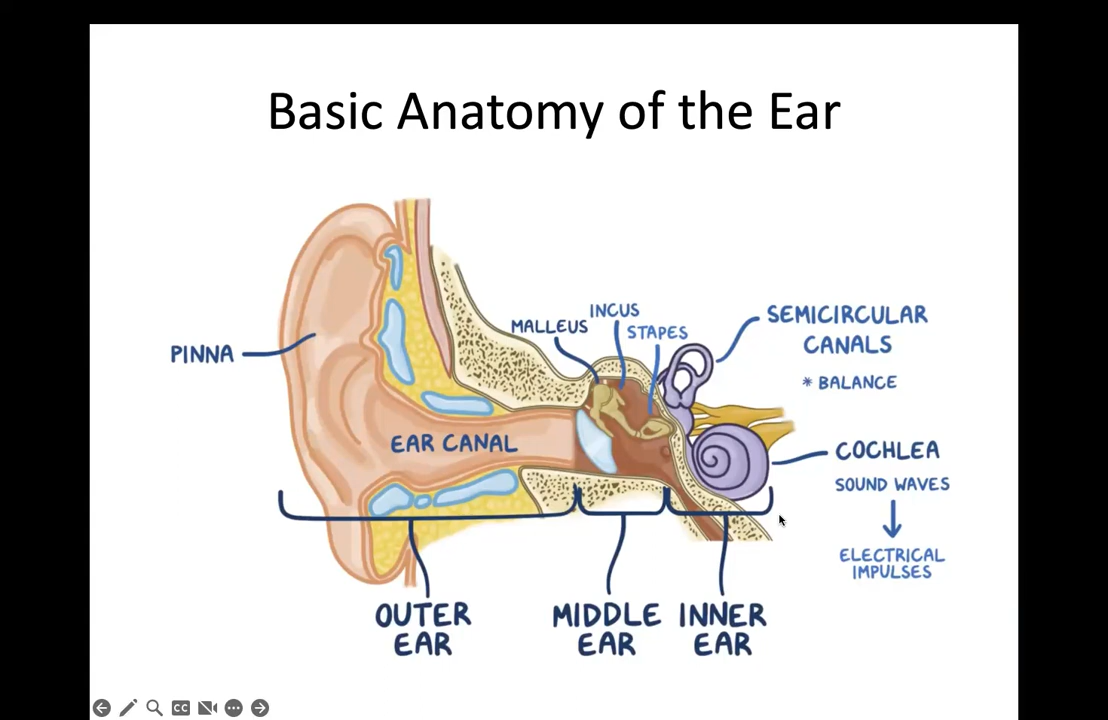 Basic Anatomy of the Ear
INCUS
MALLEUS
STAPES
SEMICIRCULAR
CANALS
* BALANCE
PINNA
EAR CANAL
COCHLEA
SOUND WAVES
ELECTRICAL
IMPULSES
OUTER
EAR
MIDDLE
EAR
INNER
EAR
CC